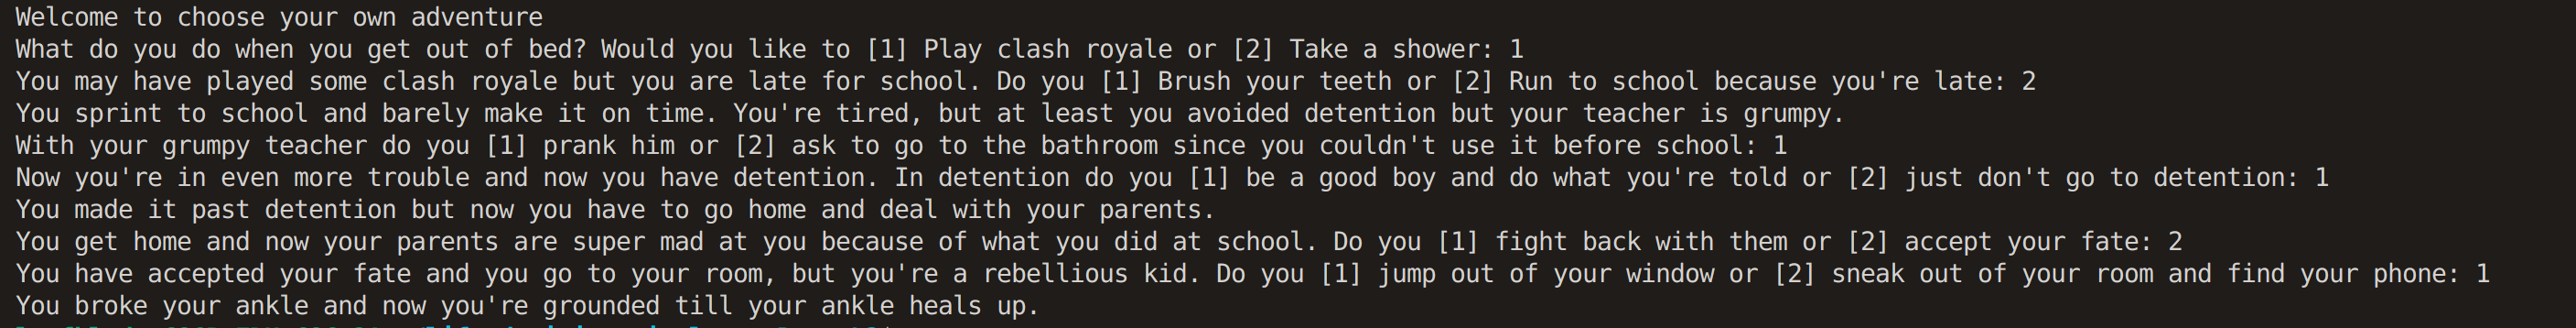 Welcome to choose your own adventure
What do you do when you get out of bed? Would you like to [1] Play clash royale or [2] Take a shower: 1
You may have played some clash royale but you are late for school. Do you [1] Brush your teeth or [2] Run to school because you're late: 2
You sprint to school and barely make it on time. You're tired, but at least you avoided detention but your teacher is grumpy.
With your grumpy teacher do you [1] prank him or [2] ask to go to the bathroom since you couldn't use it before school: 1
Now you're in even more trouble and now you have detention. In detention do you [1] be a good boy and do what you're told or [2] just don't go to detention: 1
You made it past detention but now you have to go home and deal with your parents.
You get home and now your parents are super mad at you because of what you did at school. Do you [1] fight back with them or [2] accept your fate: 2
You have accepted your fate and you go to your room, but you're a rebellious kid. Do you [1] jump out of your window or [2] sneak out of your room and find your phone: 1
You broke your ankle and now you're grounded till your ankle heals up.